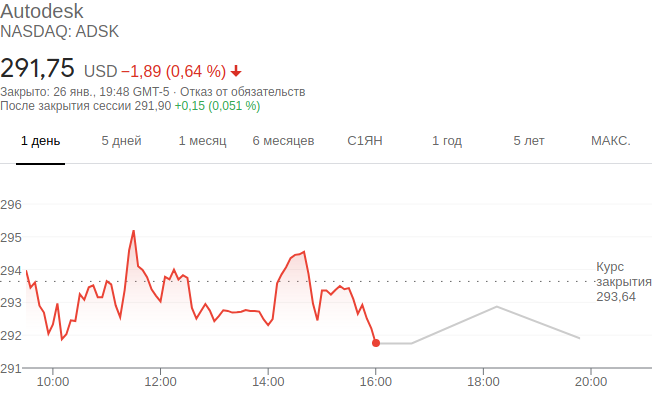 Autodesk
NASDAQ: ADSK
291,75 USD −1,89 (0,64 %)
Закрыто: 26 янв., 19:48 GMT-5 · Отказ от обязательств
После закрытия сессии 291,90 +0,15 (0,051 %)
1 день 5 дней 1 месяц 6 месяцев С1ЯН 1 год 5 лет МАКС.
296
295
294
293
292
291
Курс
закрытия
293,64
10:00 12:00 14:00 16:00 18:00 20:00